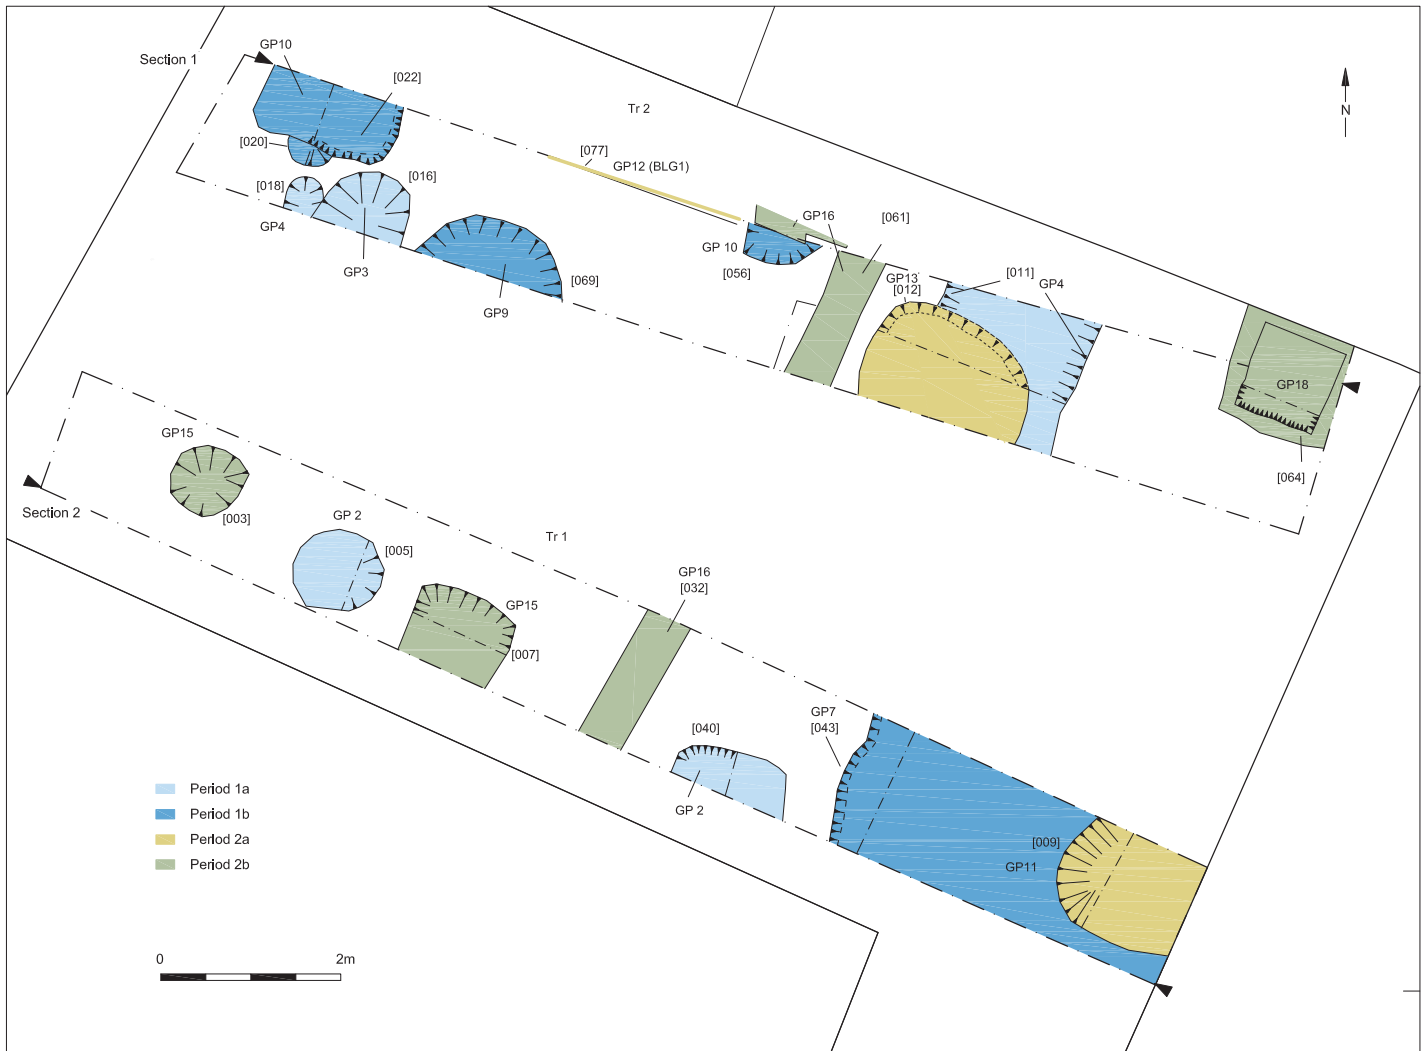 GP10
Section 1
[022]
Tr 2
N
[020]
[077]
GP12 (BLG1)
[018]
[016]
GP4
GP16
[061]
GP 10
[056]
GP3
GP13
[012]
[011]
GP4
[069]
GP9
GP18
[064]
GP15
[003]
Section 2
GP 2
[005]
Tr 1
GP16
[032]
GP15
[007]
GP7
[043]
[040]
GP 2
[009]
GP11
Period 1a
Period 1b
Period 2a
Period 2b
0 2m